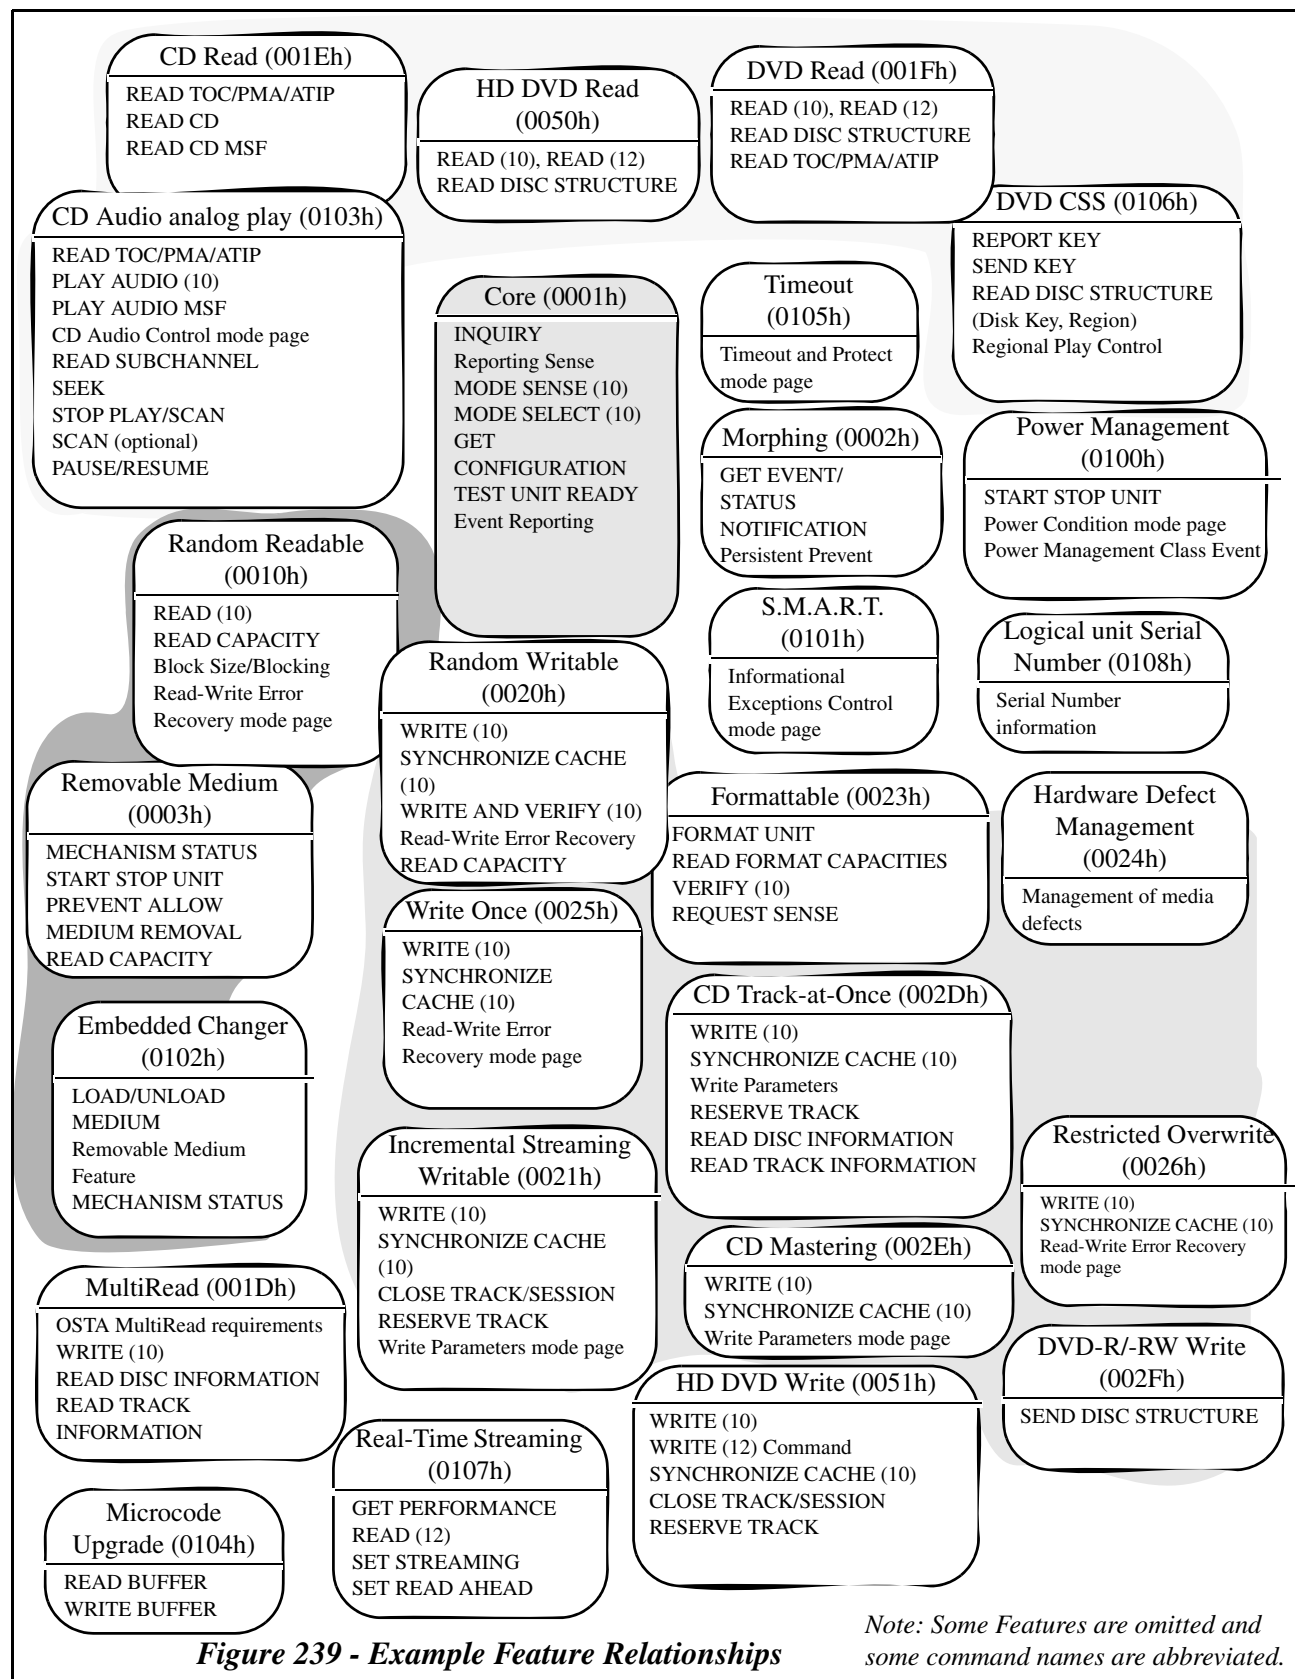 CD Read (001Eh)
READ TOC/PMA/ATIP
READ CD
READ CD MSF
HD DVD Read
(0050h)
READ (10), READ (12)
READ DISC STRUCTURE
DVD Read (001Fh)
READ (10), READ (12)
READ DISC STRUCTURE
READ TOC/PMA/ATIP
CD Audio analog play (0103h)
READ TOC/PMA/ATIP
PLAY AUDIO (10)
PLAY AUDIO MSF
CD Audio Control mode page
READ SUBCHANNEL
SEEK
STOP PLAY/SCAN
SCAN (optional)
PAUSE/RESUME
DVD CSS (0106h)
REPORT KEY
SEND KEY
READ DISC STRUCTURE
(Disk Key, Region)
Regional Play Control
Core (0001h)
INQUIRY
Reporting Sense
MODE SENSE (10)
MODE SELECT (10)
GET
CONFIGURATION
TEST UNIT READY
Event Reporting
Timeout
(0105h)
Timeout and Protect
mode page
Morphing (0002h)
GET EVENT/
STATUS
NOTIFICATION
Persistent Prevent
Power Management
(0100h)
START STOP UNIT
Power Condition mode page
Power Management Class Event
Random Readable
(0010h)
READ (10)
READ CAPACITY
Block Size/Blocking
Read-Write Error
Recovery mode page
S.M.A.R.T.
(0101h)
Informational
Exceptions Control
mode page
Logical unit Serial
Number (0108h)
Serial Number
information
Random Writable
(0020h)
WRITE (10)
SYNCHRONIZE CACHE
(10)
WRITE AND VERIFY (10)
Read-Write Error Recovery
READ CAPACITY
Removable Medium
(0003h)
MECHANISM STATUS
START STOP UNIT
PREVENT ALLOW
MEDIUM REMOVAL
READ CAPACITY
Formattable (0023h)
FORMAT UNIT
READ FORMAT CAPACITIES
VERIFY (10)
REQUEST SENSE
Hardware Defect
Management
(0024h)
Management of media
defects
Write Once (0025h)
WRITE (10)
SYNCHRONIZE
CACHE (10)
Read-Write Error
Recovery mode page
CD Track-at-Once (002Dh)
WRITE (10)
SYNCHRONIZE CACHE (10)
Write Parameters
RESERVE TRACK
READ DISC INFORMATION
READ TRACK INFORMATION
Embedded Changer
(0102h)
LOAD/UNLOAD
MEDIUM
Removable Medium
Feature
MECHANISM STATUS
Incremental Streaming
Writable (0021h)
WRITE (10)
SYNCHRONIZE CACHE
(10)
CLOSE TRACK/SESSION
RESERVE TRACK
Write Parameters mode page
Restricted Overwrite
(0026h)
WRITE (10)
SYNCHRONIZE CACHE (10)
Read-Write Error Recovery
mode page
CD Mastering (002Eh)
WRITE (10)
SYNCHRONIZE CACHE (10)
Write Parameters mode page
MultiRead (001Dh)
OSTA MultiRead requirements
WRITE (10)
READ DISC INFORMATION
READ TRACK
INFORMATION
DVD-R/-RW Write
(002Fh)
SEND DISC STRUCTURE
HD DVD Write (0051h)
WRITE (10)
WRITE (12) Command
SYNCHRONIZE CACHE (10)
CLOSE TRACK/SESSION
RESERVE TRACK
Real-Time Streaming
(0107h)
GET PERFORMANCE
READ (12)
SET STREAMING
SET READ AHEAD
Microcode
Upgrade (0104h)
READ BUFFER
WRITE BUFFER
Note: Some Features are omitted and
some command names are abbreviated.
Figure 239 - Example Feature Relationships